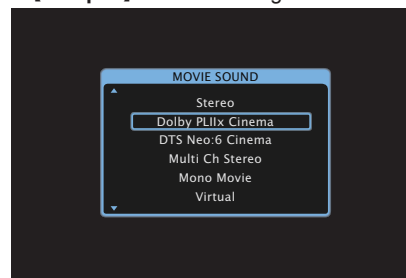 MOVIE SOUND
Stereo
Dolby PLIIx Cinema
DTS Neo:6 Cinema
Multi Ch Stereo
Mono Movie
Virtual